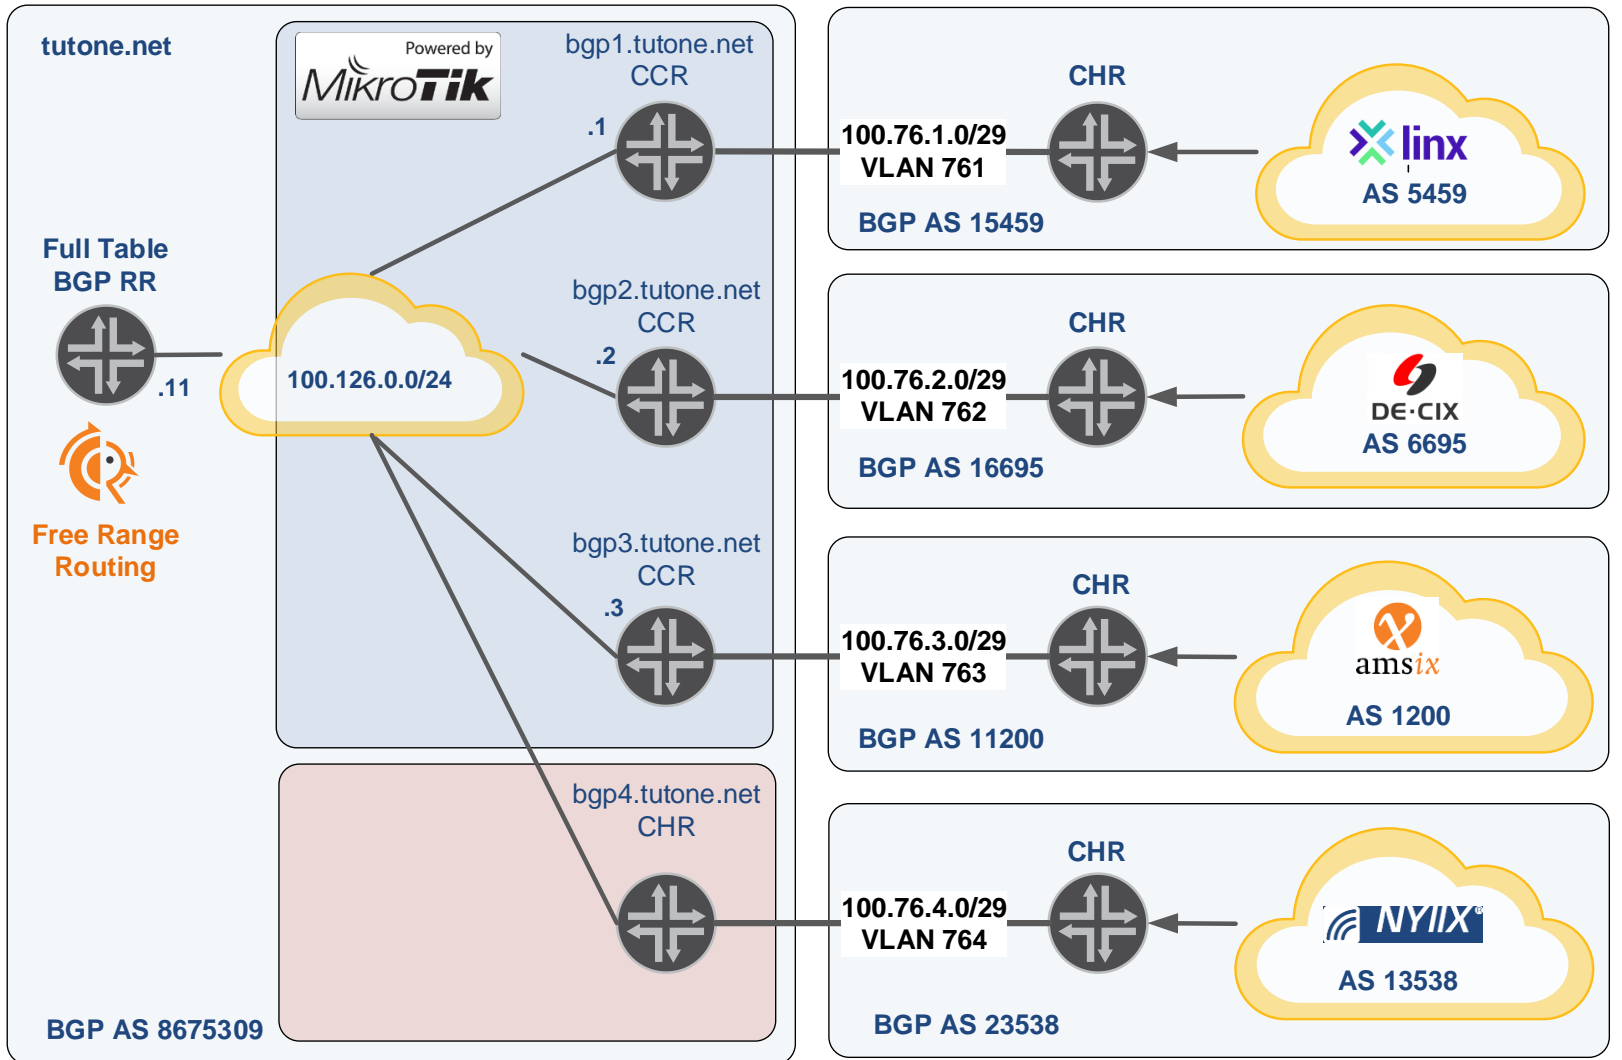 tutone.net
Powered by
MikroTik
bgp1.tutone.net
CCR
.1
Full Table
BGP RR
.11
100.126.0.0/24
Free Range
Routing
bgp2.tutone.net
CCR
.2
bgp3.tutone.net
CCR
.3
bgp4.tutone.net
CHR
BGP AS 8675309
CHR
100.76.1.0/29
VLAN 761
BGP AS 15459
linx
AS 5459
CHR
100.76.2.0/29
VLAN 762
BGP AS 16695
DE-CIX
AS 6695
CHR
100.76.3.0/29
VLAN 763
BGP AS 11200
amsix
AS 1200
CHR
100.76.4.0/29
VLAN 764
BGP AS 23538
NYIIX®
AS 13538